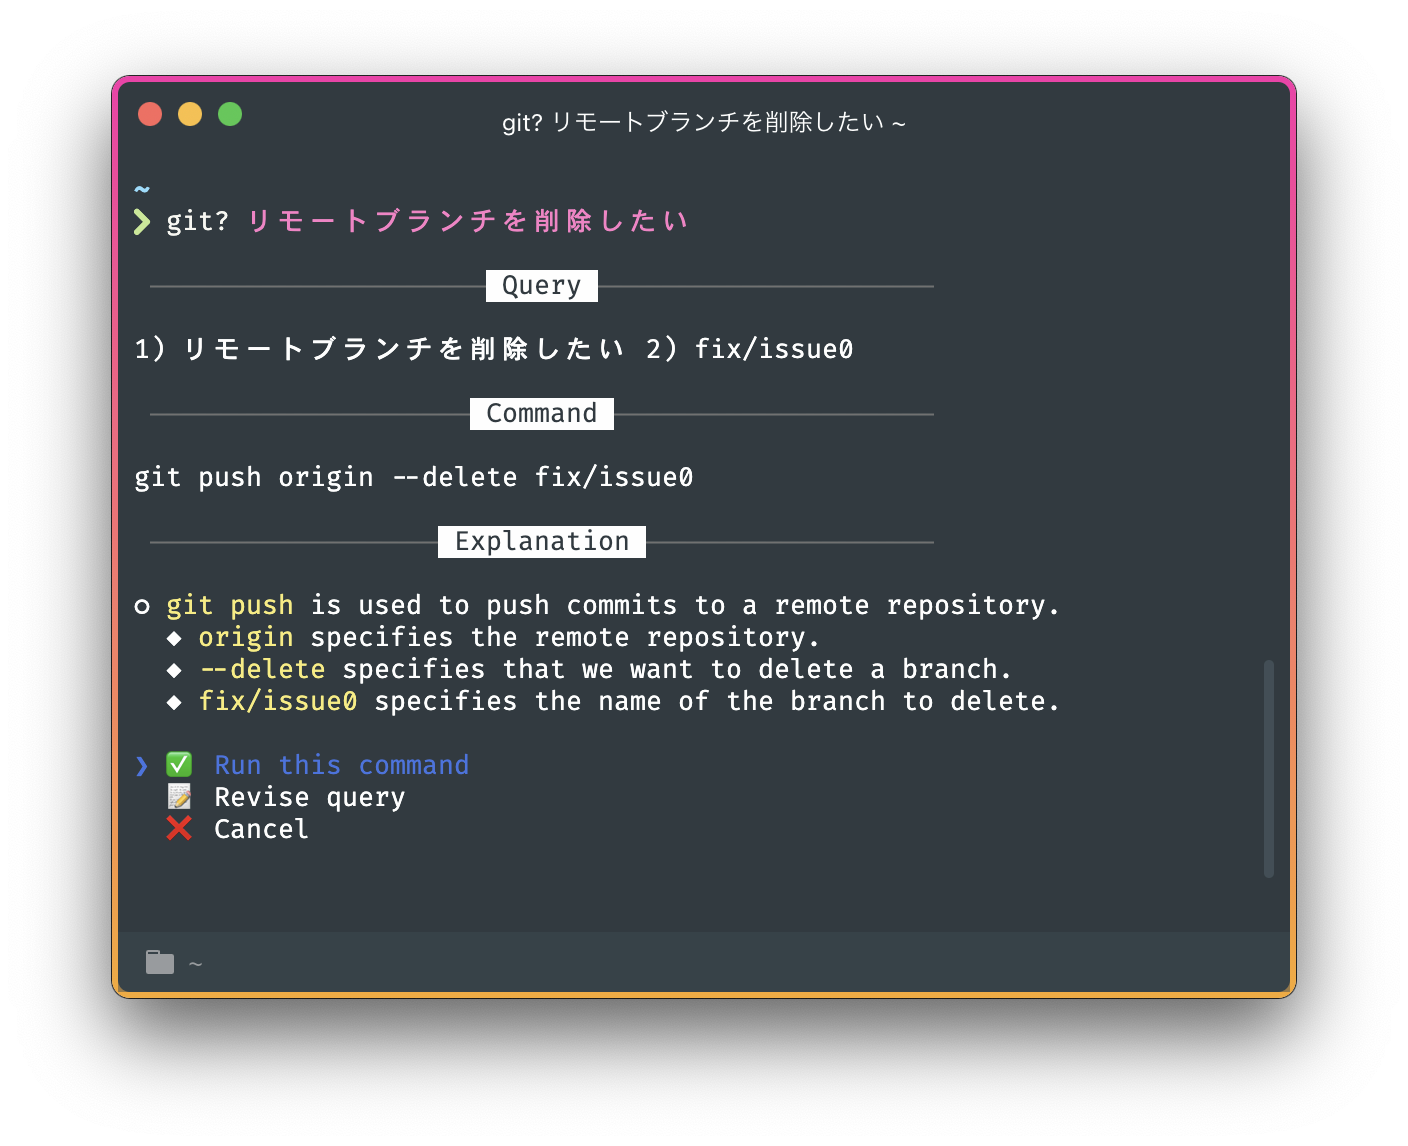 git? リモートブランチを削除したい ~
~
❯ git? リモートブランチを削除したい
Query
1) リモートブランチを削除したい 2) fix/issue0
Command
git push origin --delete fix/issue0
Explanation
○ git push is used to push commits to a remote repository.
◆ origin specifies the remote repository.
◆ --delete specifies that we want to delete a branch.
◆ fix/issue0 specifies the name of the branch to delete.
❯ ✅ Run this command
📝 Revise query
❌ Cancel
~